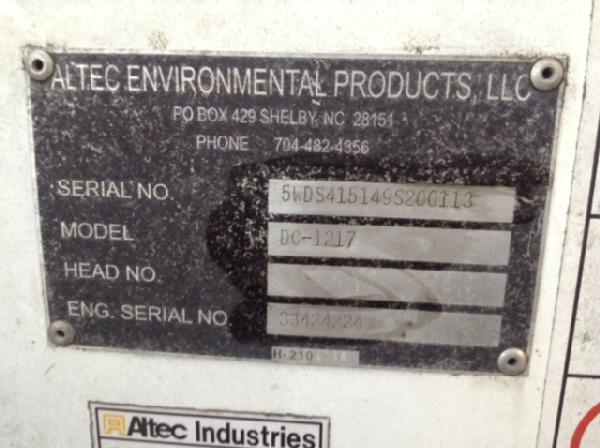 ALTEC ENVIRONMENTAL PRODUCTS, LLC
PO BOX 429 SHELBY, NC 28151
PHONE 704-482-4356
SERIAL NO. 5WDS415149S200113
MODEL DC-1217
HEAD NO.
ENG. SERIAL NO. 33424224
Altec Industries